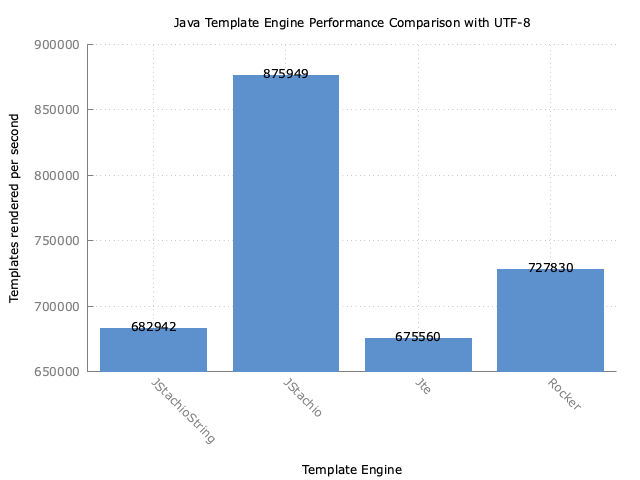 Java Template Engine Performance Comparison with UTF-8
Templates rendered per second
900000
850000
800000
750000
700000
650000
682942
875949
675560
727830
JStachioString
JStachio
Jte
Rocker
Template Engine